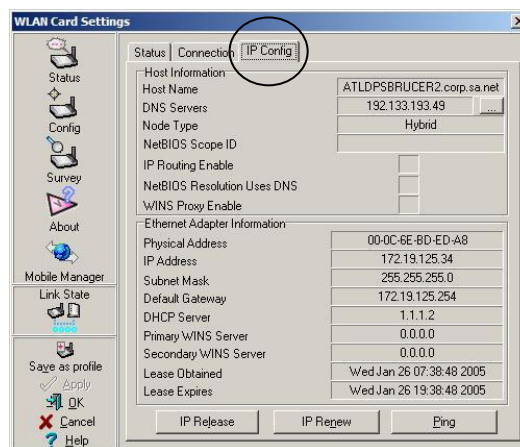 WLAN Card Settings
Status
Config
Survey
About
Mobile Manager
Link State
Save as profile
Apply
OK
Cancel
Help
Status Connection IP Config
Host Information
Host Name ATLDPSBRUCER2.corp.sa.net
DNS Servers 192.133.193.49 ...
Node Type Hybrid
NetBIOS Scope ID
IP Routing Enable
NetBIOS Resolution Uses DNS
WINS Proxy Enable
Ethernet Adapter Information
Physical Address 00-0C-6E-BD-ED-A8
IP Address 172.19.125.34
Subnet Mask 255.255.255.0
Default Gateway 172.19.125.254
DHCP Server 1.1.1.2
Primary WINS Server 0.0.0.0
Secondary WINS Server 0.0.0.0
Lease Obtained Wed Jan 26 07:38:48 2005
Lease Expires Wed Jan 26 19:38:48 2005
IP Release IP Renew Ping